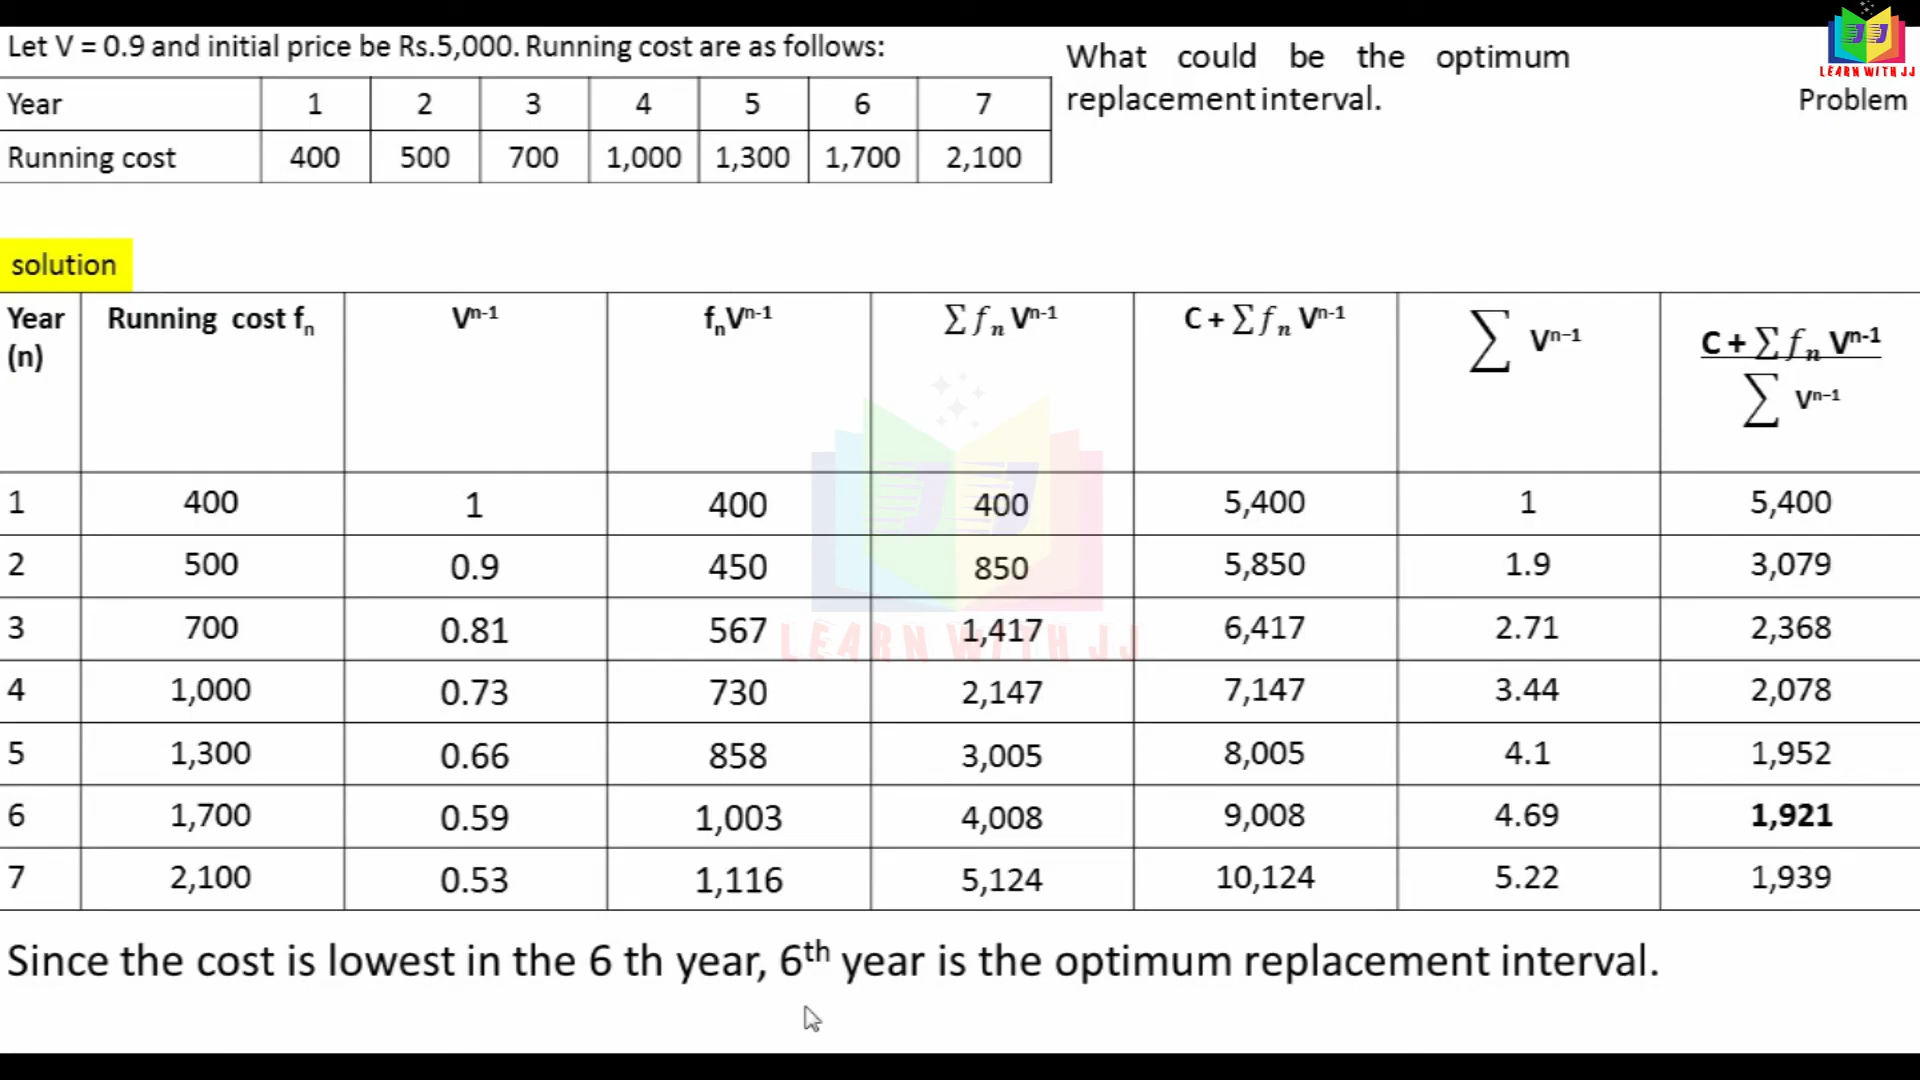 Let V = 0.9 and initial price be Rs.5,000. Running cost are as follows:
Year 1 2 3 4 5 6 7
Running cost 400 500 700 1,000 1,300 1,700 2,100
What could be the optimum
replacement interval.
LEARN WITH JJ
Problem
solution
Year (n) Running cost fn Vn-1 fnVn-1 ∑fn Vn-1 C + ∑fn Vn-1 ∑ Vn-1 C + ∑fn Vn-1 ∑ Vn-1
1 400 1 400 400 5,400 1 5,400
2 500 0.9 450 850 5,850 1.9 3,079
3 700 0.81 567 1,417 6,417 2.71 2,368
LEARN WITH JJ
4 1,000 0.73 730 2,147 7,147 3.44 2,078
5 1,300 0.66 858 3,005 8,005 4.1 1,952
6 1,700 0.59 1,003 4,008 9,008 4.69 1,921
7 2,100 0.53 1,116 5,124 10,124 5.22 1,939
Since the cost is lowest in the 6 th year, 6th year is the optimum replacement interval.